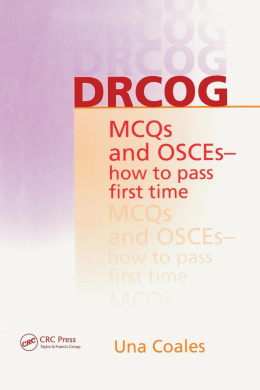 DRCOG
DRCOG
DRCOG
MCQs
and OSCEs–
how to pass
first time
MCQs
and OSCEs–
how to pass
first time
MCQs
CRC
CRC Press
Taylor & Francis Group
Una Coales